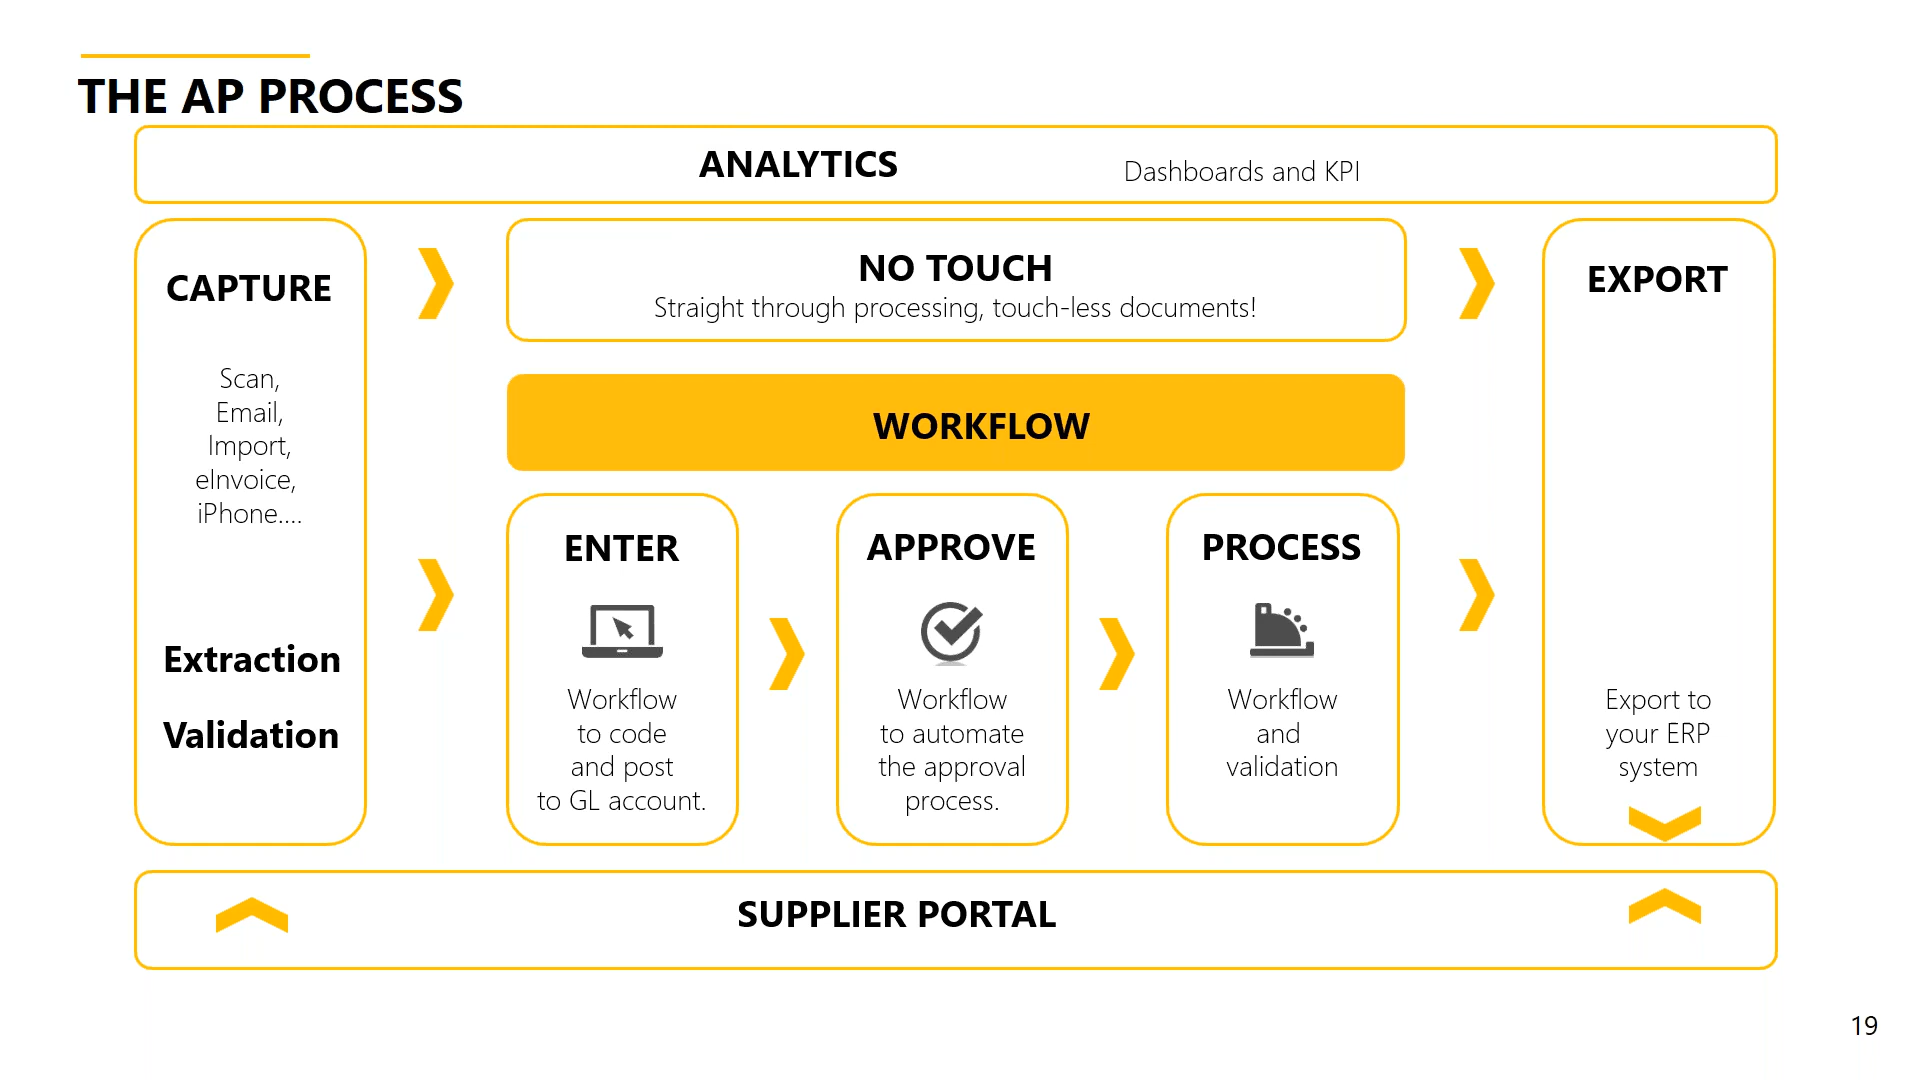 THE AP PROCESS
ANALYTICS
Dashboards and KPI
CAPTURE
Scan,
Email,
Import,
eInvoice,
iPhone....
Extraction
Validation
NO TOUCH
Straight through processing, touch-less documents!
WORKFLOW
ENTER
Workflow
to code
and post
to GL account.
APPROVE
Workflow
to automate
the approval
process.
PROCESS
Workflow
and
validation
EXPORT
Export to
your ERP
system
SUPPLIER PORTAL
19